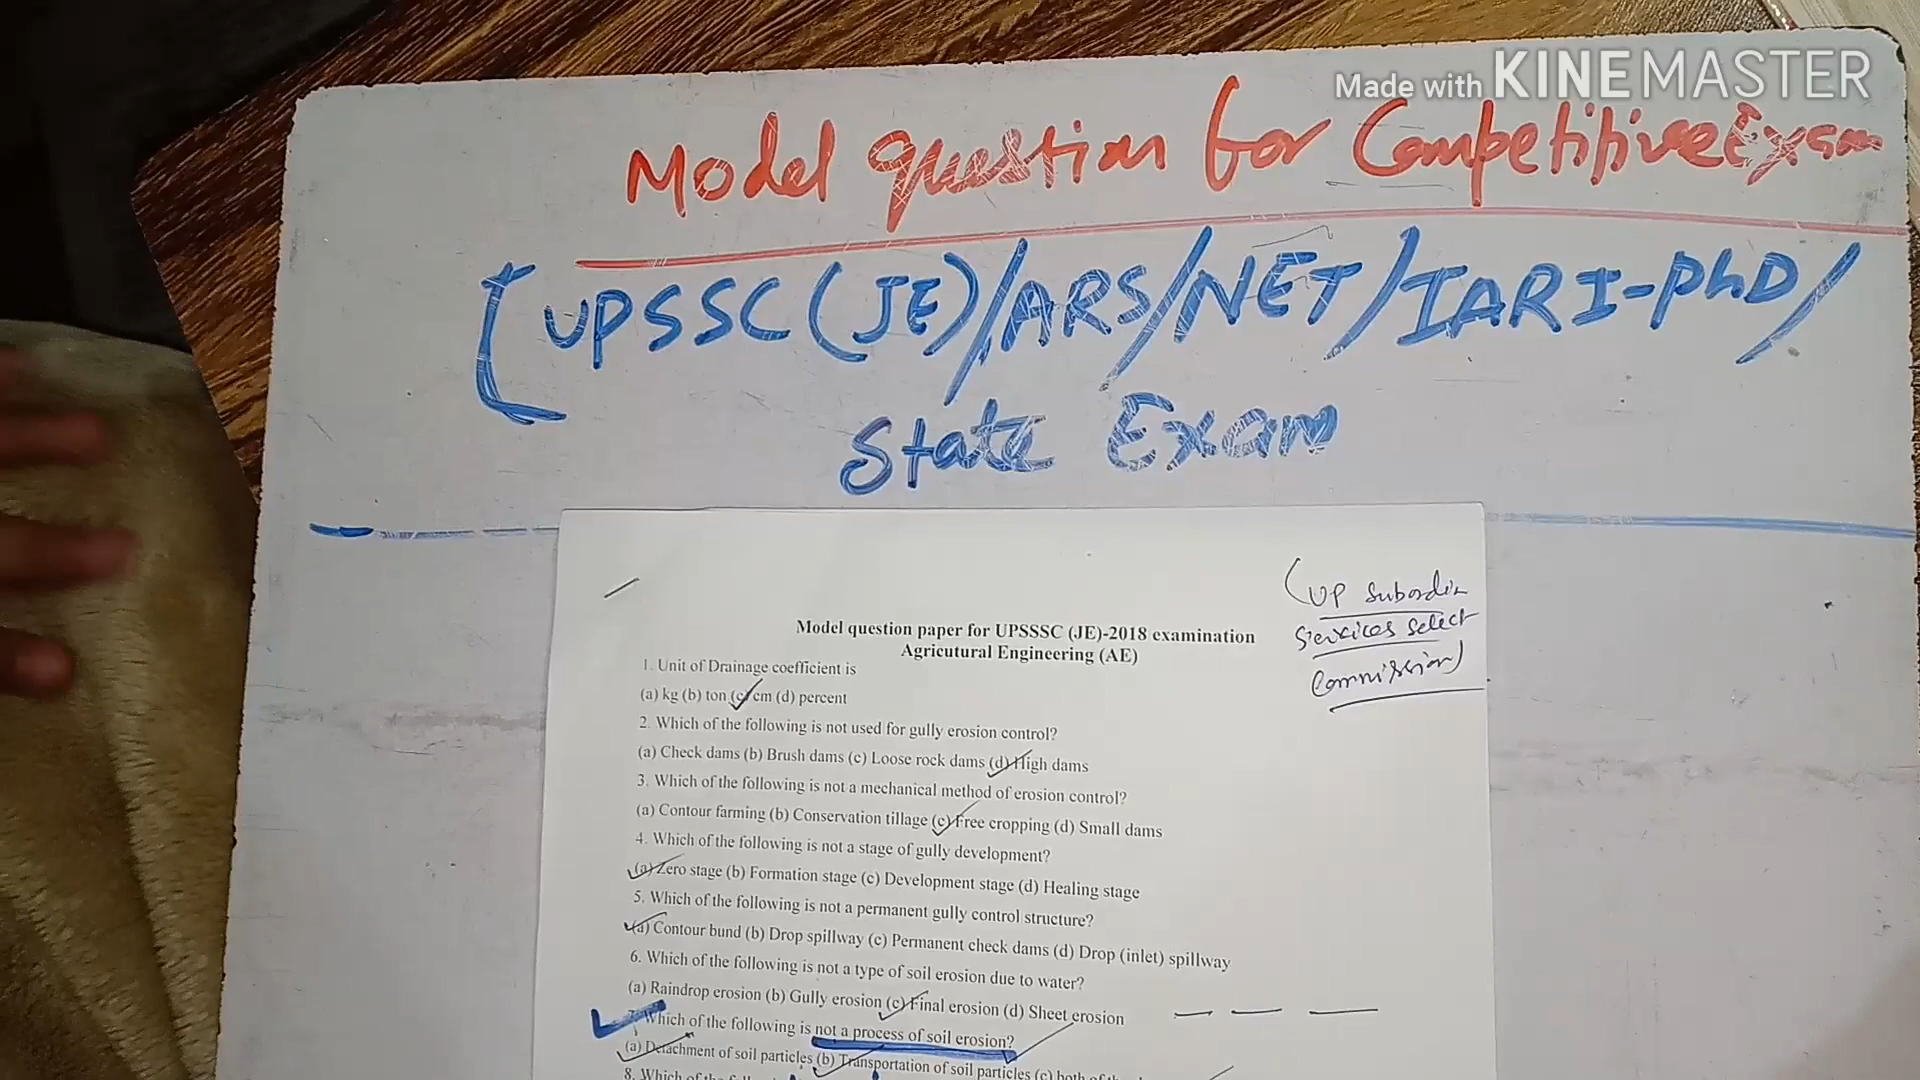 Made with KINEMASTER
Model question for Competitive Exam
[UPSSSC (JE)/ARS/NET/IARI-PhD/
State Exam
(UP Subordin
Services select
Commission)
Model question paper for UPSSSC (JE)-2018 examination
Agricutural Engineering (AE)
1. Unit of Drainage coefficient is
(a) kg (b) ton (c) cm (d) percent
2. Which of the following is not used for gully erosion control?
(a) Check dams (b) Brush dams (c) Loose rock dams (d) High dams
3. Which of the following is not a mechanical method of erosion control?
(a) Contour farming (b) Conservation tillage (c) Free cropping (d) Small dams
4. Which of the following is not a stage of gully development?
(a) Zero stage (b) Formation stage (c) Development stage (d) Healing stage
5. Which of the following is not a permanent gully control structure?
(a) Contour bund (b) Drop spillway (c) Permanent check dams (d) Drop (inlet) spillway
6. Which of the following is not a type of soil erosion due to water?
(a) Raindrop erosion (b) Gully erosion (c) Final erosion (d) Sheet erosion
Which of the following is not a process of soil erosion?
(a) Detachment of soil particles (b) Transportation of soil particles (c) both of
8. Which of the